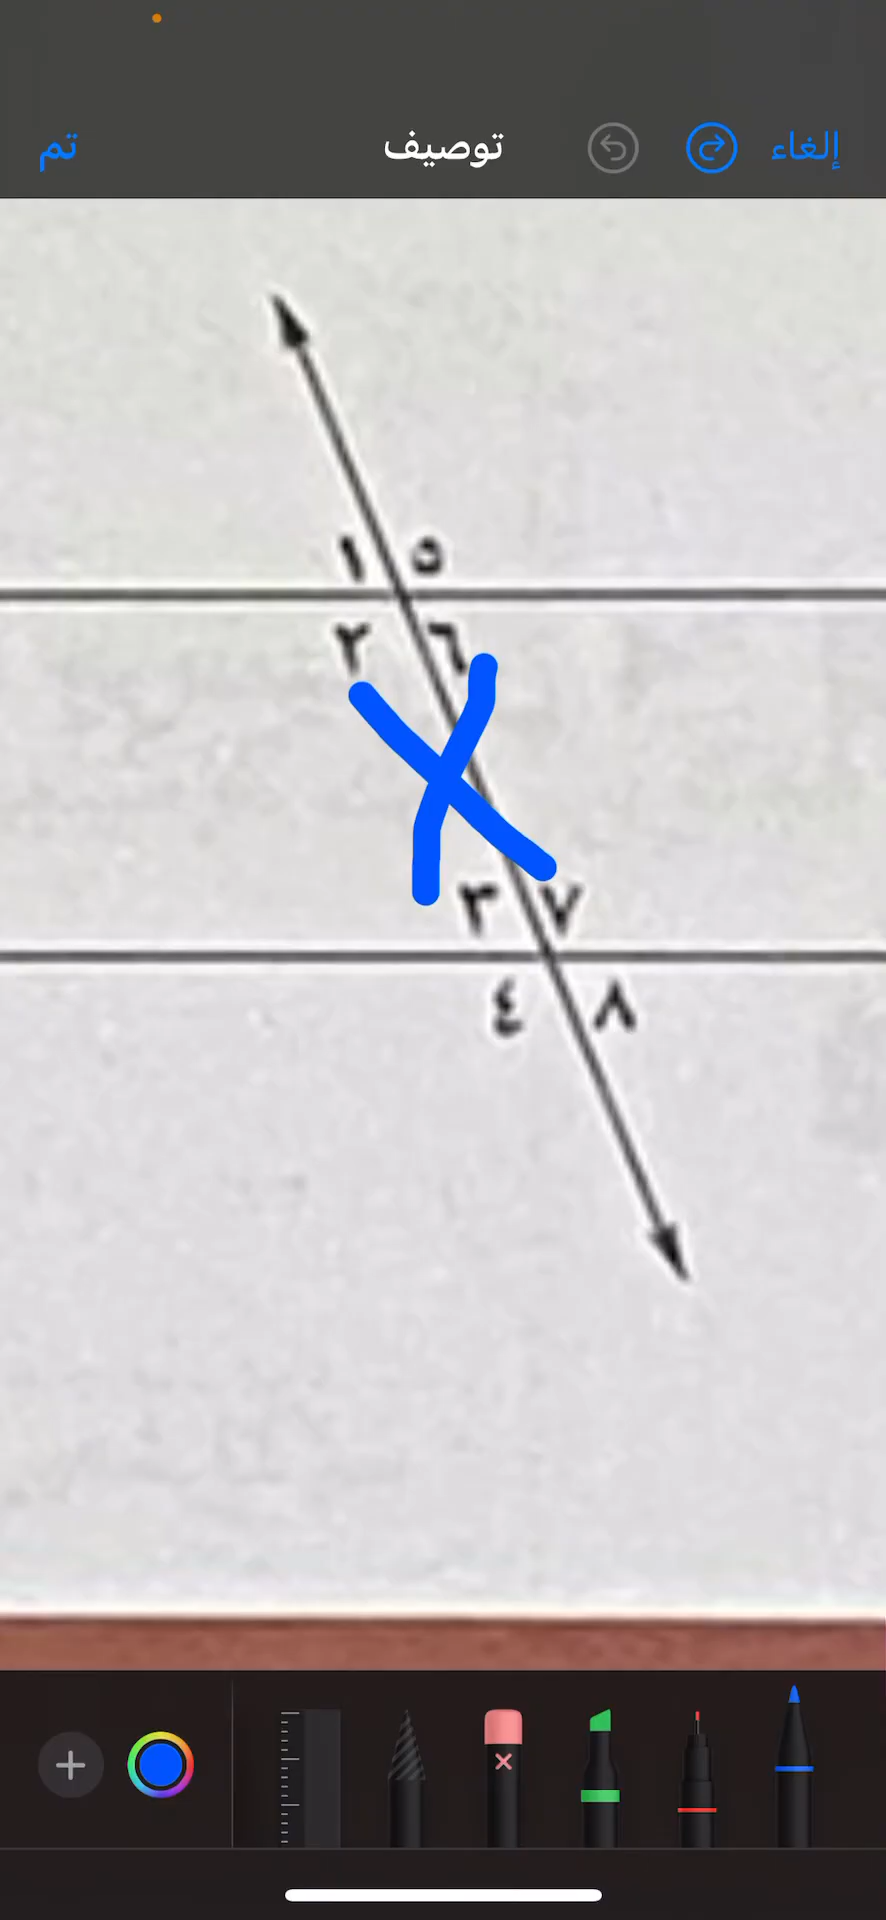 إلغاء توصيف تم
١ ٥
٢ ٦
٣ ٧
٤ ٨